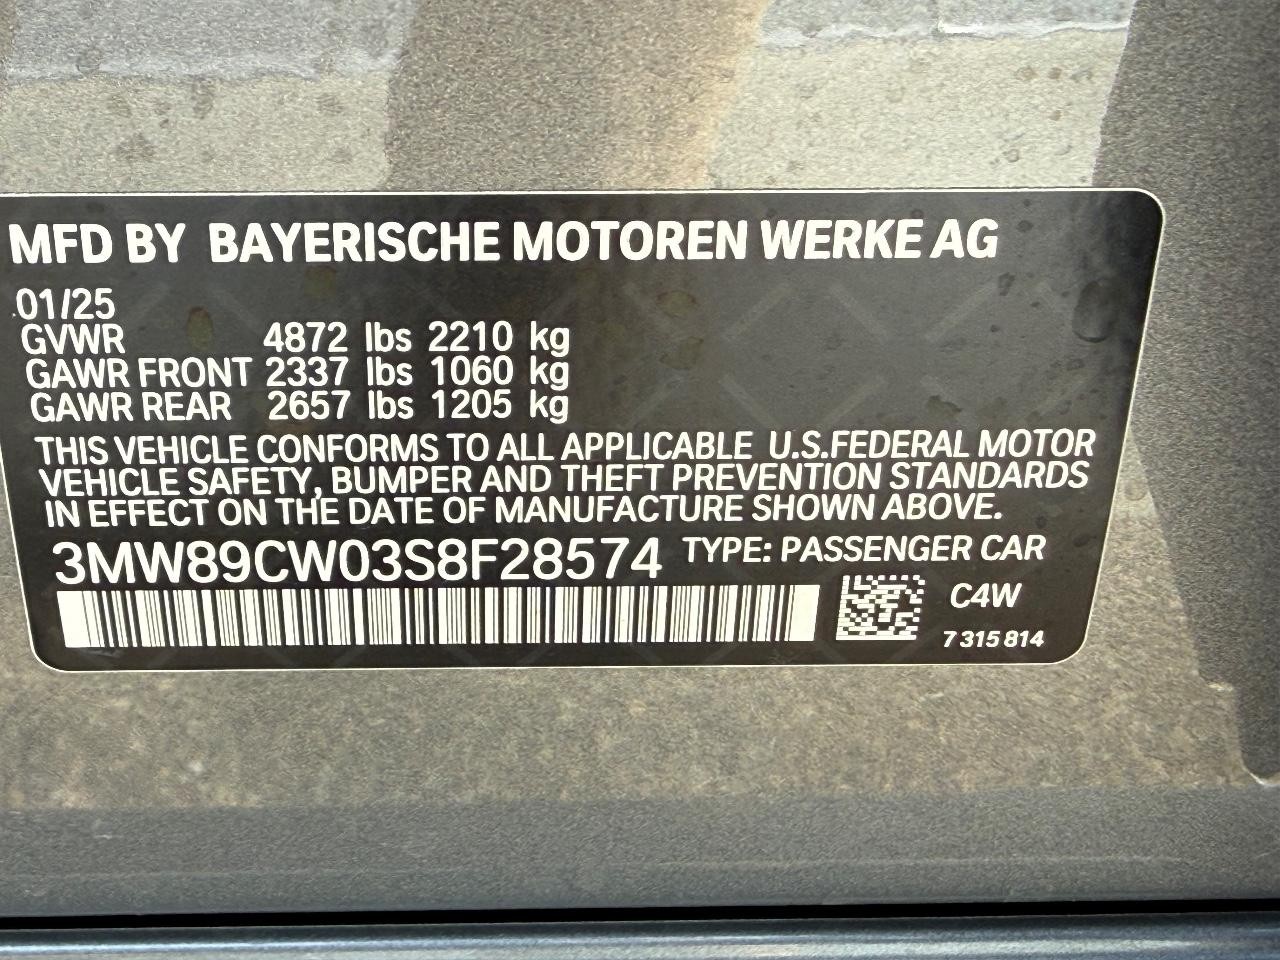 MFD BY BAYERISCHE MOTOREN WERKE AG
01/25
GVWR 4872 lbs 2210 kg
GAWR FRONT 2337 lbs 1060 kg
GAWR REAR 2657 lbs 1205 kg
THIS VEHICLE CONFORMS TO ALL APPLICABLE U.S.FEDERAL MOTOR
VEHICLE SAFETY, BUMPER AND THEFT PREVENTION STANDARDS
IN EFFECT ON THE DATE OF MANUFACTURE SHOWN ABOVE.
3MW89CW03S8F28574 TYPE: PASSENGER CAR
C4W
7 315 814